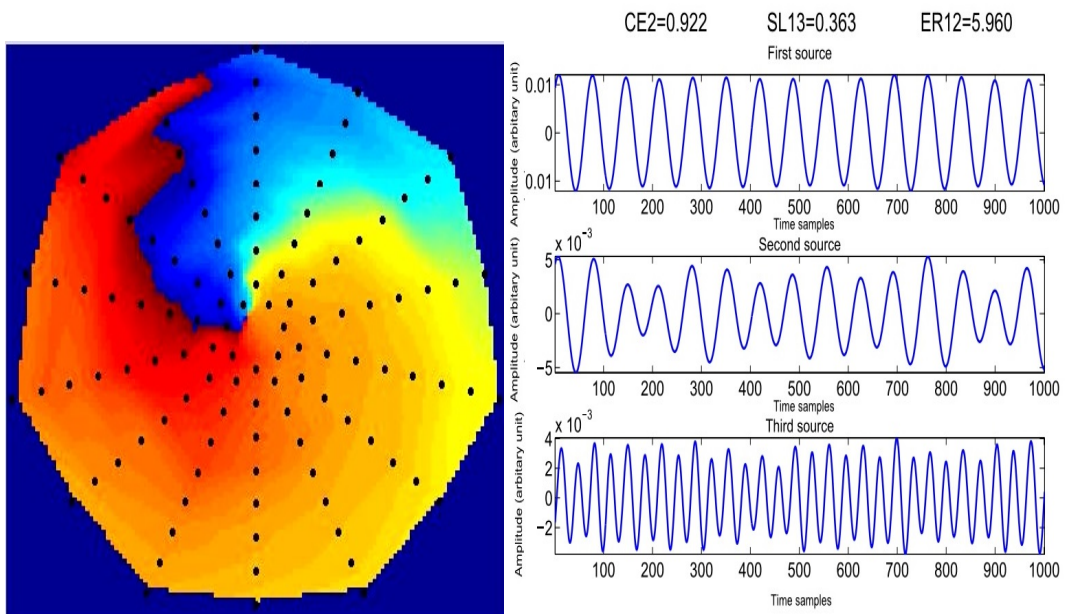 CE2=0.922 SL13=0.363 ER12=5.960
First source
Amplitude (arbitary unit)
0.01
0
0.01
100 200 300 400 500 600 700 800 900 1000
Time samples
Second source
x 10⁻³
Amplitude (arbitary unit)
5
0
−5
100 200 300 400 500 600 700 800 900 1000
Time samples
Third source
x 10⁻³
Amplitude (arbitary unit)
4
2
0
−2
100 200 300 400 500 600 700 800 900 1000
Time samples